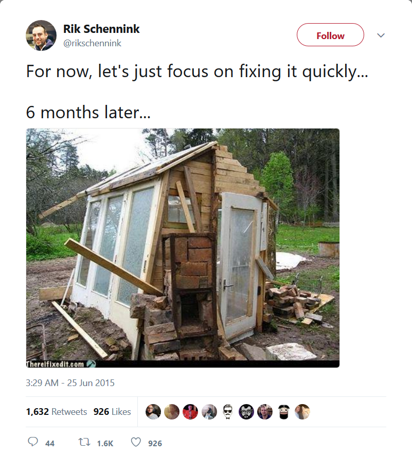 Rik Schennink
@rikschennink
Follow
For now, let's just focus on fixing it quickly...
6 months later...
ThereIfixedit.com
3:29 AM - 25 Jun 2015
1,632 Retweets 926 Likes
44 1.6K 926